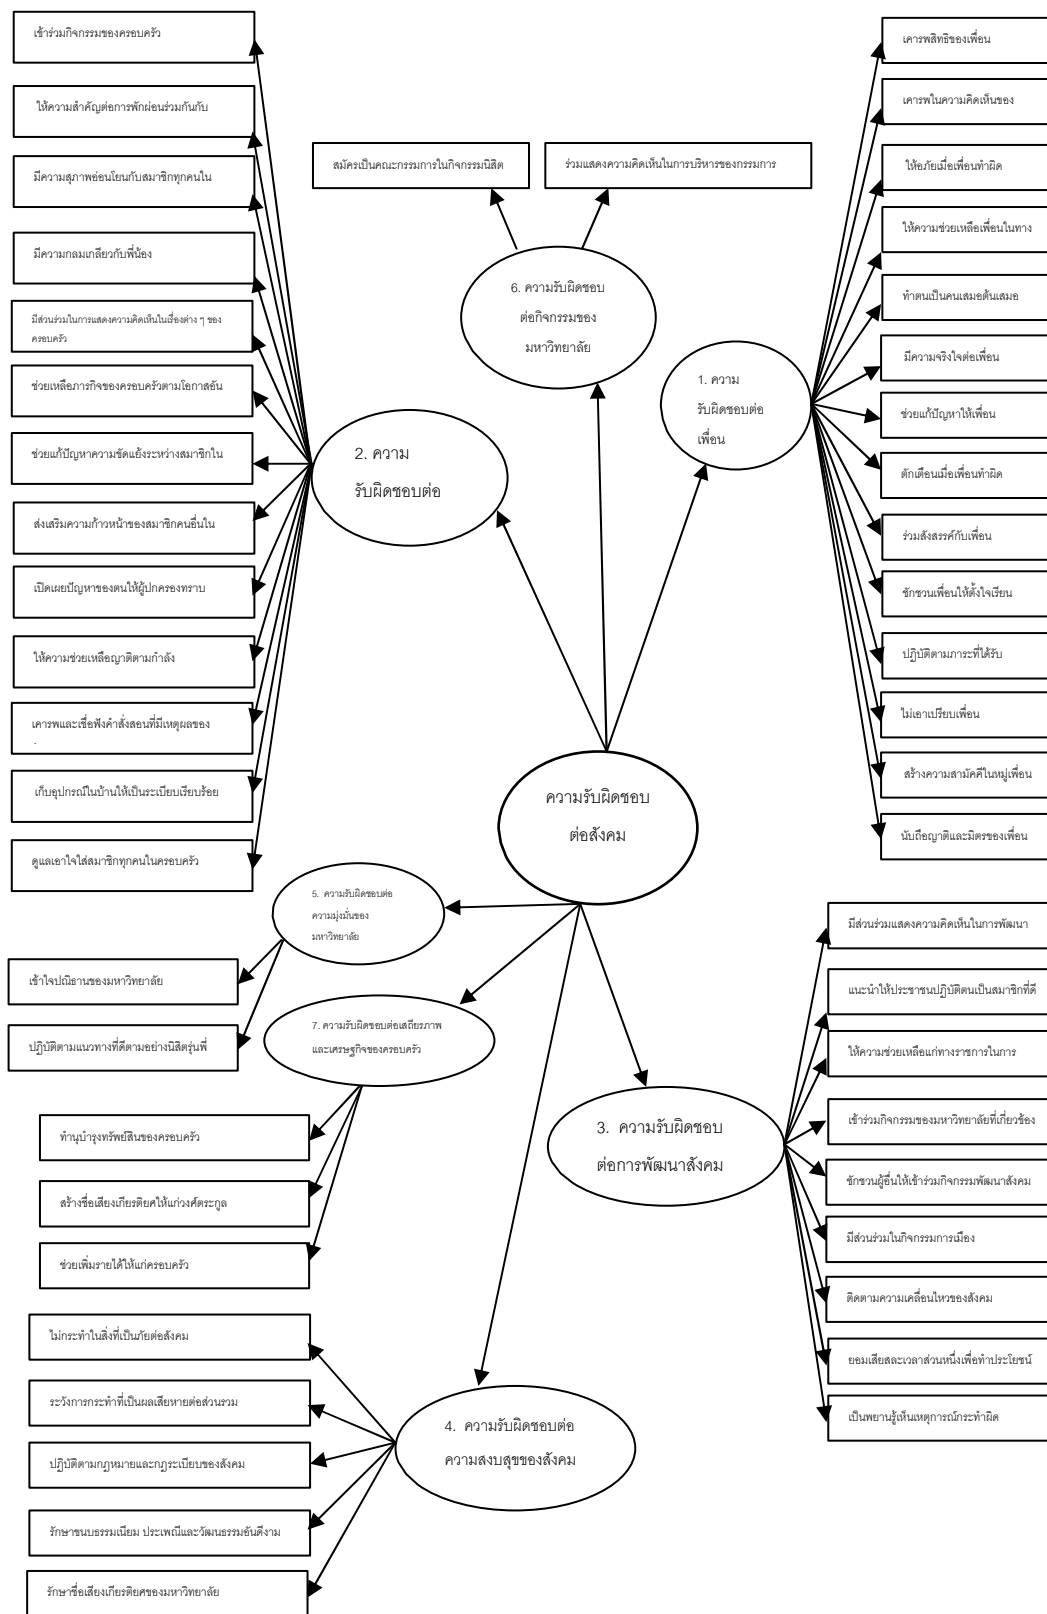 เข้าร่วมกิจกรรมของครอบครัว
ให้ความสำคัญต่อการพักผ่อนร่วมกันกับ
มีความสุภาพอ่อนโยนกับสมาชิกทุกคนใน
มีความกลมเกลียวกับพี่น้อง
มีส่วนร่วมในการแสดงความคิดเห็นในเรื่องต่าง ๆ ของ
ครอบครัว
ช่วยเหลือภารกิจของครอบครัวตามโอกาสอัน
ช่วยแก้ปัญหาความขัดแย้งระหว่างสมาชิกใน
ส่งเสริมความก้าวหน้าของสมาชิกคนอื่นใน
เปิดเผยปัญหาของตนให้ผู้ปกครองทราบ
ให้ความช่วยเหลือญาติตามกำลัง
เคารพและเชื่อฟังคำสั่งสอนที่มีเหตุผลของ
เก็บอุปกรณ์ในบ้านให้เป็นระเบียบเรียบร้อย
ดูแลเอาใจใส่สมาชิกทุกคนในครอบครัว
2. ความ
รับผิดชอบต่อ
สมัครเป็นคณะกรรมการในกิจกรรมนิสิต
ร่วมแสดงความคิดเห็นในการบริหารของกรรมการ
6. ความรับผิดชอบ
ต่อกิจกรรมของ
มหาวิทยาลัย
1. ความ
รับผิดชอบต่อ
เพื่อน
เคารพสิทธิของเพื่อน
เคารพในความคิดเห็นของ
ให้อภัยเมื่อเพื่อนทำผิด
ให้ความช่วยเหลือเพื่อนในทาง
ทำตนเป็นคนเสมอต้นเสมอ
มีความจริงใจต่อเพื่อน
ช่วยแก้ปัญหาให้เพื่อน
ตักเตือนเมื่อเพื่อนทำผิด
ร่วมสังสรรค์กับเพื่อน
ชักชวนเพื่อนให้ตั้งใจเรียน
ปฏิบัติตามภาระที่ได้รับ
ไม่เอาเปรียบเพื่อน
สร้างความสามัคคีในหมู่เพื่อน
นับถือญาติและมิตรของเพื่อน
ความรับผิดชอบ
ต่อสังคม
5. ความรับผิดชอบต่อ
ความมุ่งมั่นของ
มหาวิทยาลัย
เข้าใจปณิธานของมหาวิทยาลัย
ปฏิบัติตามแนวทางที่ดีตามอย่างนิสิตรุ่นพี่
7. ความรับผิดชอบต่อเสถียรภาพ
และเศรษฐกิจของครอบครัว
ทำนุบำรุงทรัพย์สินของครอบครัว
สร้างชื่อเสียงเกียรติยศให้แก่วงศ์ตระกูล
ช่วยเพิ่มรายได้ให้แก่ครอบครัว
3. ความรับผิดชอบ
ต่อการพัฒนาสังคม
มีส่วนร่วมแสดงความคิดเห็นในการพัฒนา
แนะนำให้ประชาชนปฏิบัติตนเป็นสมาชิกที่ดี
ให้ความช่วยเหลือแก่ทางราชการในการ
เข้าร่วมกิจกรรมของมหาวิทยาลัยที่เกี่ยวข้อง
ชักชวนผู้อื่นให้เข้าร่วมกิจกรรมพัฒนาสังคม
มีส่วนร่วมในกิจกรรมการเมือง
ติดตามความเคลื่อนไหวของสังคม
ยอมเสียสละเวลาส่วนหนึ่งเพื่อทำประโยชน์
เป็นพยานรู้เห็นเหตุการณ์กระทำผิด
4. ความรับผิดชอบต่อ
ความสงบสุขของสังคม
ไม่กระทำในสิ่งที่เป็นภัยต่อสังคม
ระวังการกระทำที่เป็นผลเสียหายต่อส่วนรวม
ปฏิบัติตามกฎหมายและกฎระเบียบของสังคม
รักษาขนบธรรมเนียม ประเพณีและวัฒนธรรมอันดีงาม
รักษาชื่อเสียงเกียรติยศของมหาวิทยาลัย